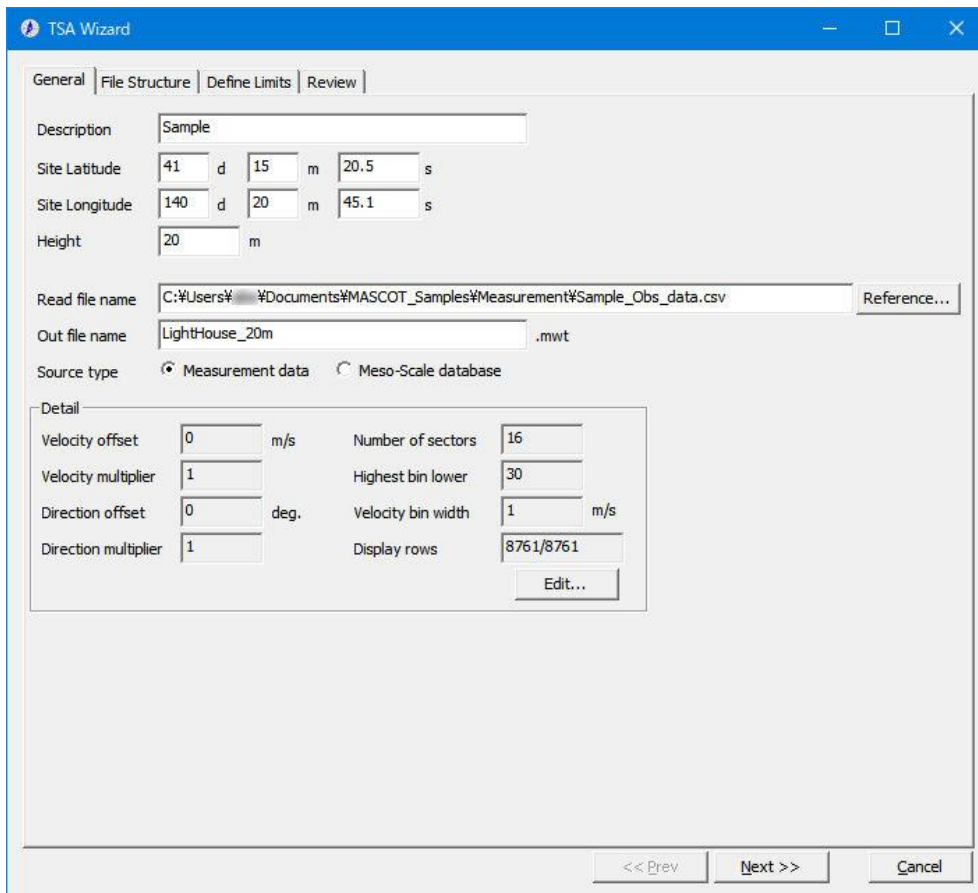 TSA Wizard
General File Structure Define Limits Review
Description Sample
Site Latitude 41 d 15 m 20.5 s
Site Longitude 140 d 20 m 45.1 s
Height 20 m
Read file name C:¥Users¥ ¥Documents¥MASCOT_Samples¥Measurement¥Sample_Obs_data.csv Reference...
Out file name LightHouse_20m .mwt
Source type Measurement data Meso-Scale database
Detail
Velocity offset 0 m/s Number of sectors 16
Velocity multiplier 1 Highest bin lower 30
Direction offset 0 deg. Velocity bin width 1 m/s
Direction multiplier 1 Display rows 8761/8761
Edit...
<< Prev Next >> Cancel